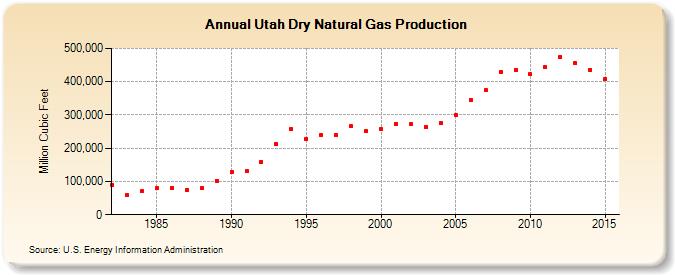 Annual Utah Dry Natural Gas Production
Million Cubic Feet
500,000
400,000
300,000
200,000
100,000
0
1985 1990 1995 2000 2005 2010 2015
Source: U.S. Energy Information Administration